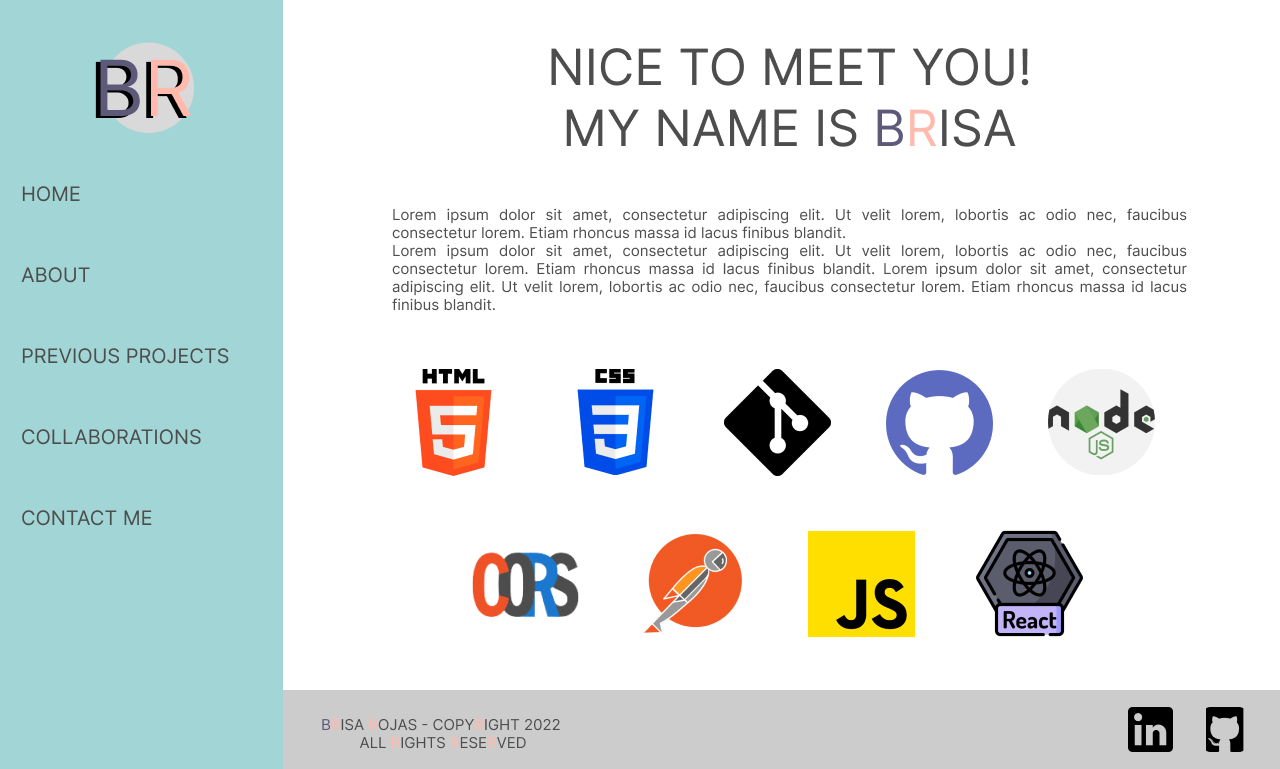 BR
HOME
ABOUT
PREVIOUS PROJECTS
COLLABORATIONS
CONTACT ME
NICE TO MEET YOU!
MY NAME IS BRISA
Lorem ipsum dolor sit amet, consectetur adipiscing elit. Ut velit lorem, lobortis ac odio nec, faucibus
consectetur lorem. Etiam rhoncus massa id lacus finibus blandit.
Lorem ipsum dolor sit amet, consectetur adipiscing elit. Ut velit lorem, lobortis ac odio nec, faucibus
consectetur lorem. Etiam rhoncus massa id lacus finibus blandit. Lorem ipsum dolor sit amet, consectetur
adipiscing elit. Ut velit lorem, lobortis ac odio nec, faucibus consectetur lorem. Etiam rhoncus massa id lacus
finibus blandit.
HTML
5
CSS
3
node
JS
CORS
JS
React
BRISA ROJAS - COPYRIGHT 2022
ALL RIGHTS RESERVED
in